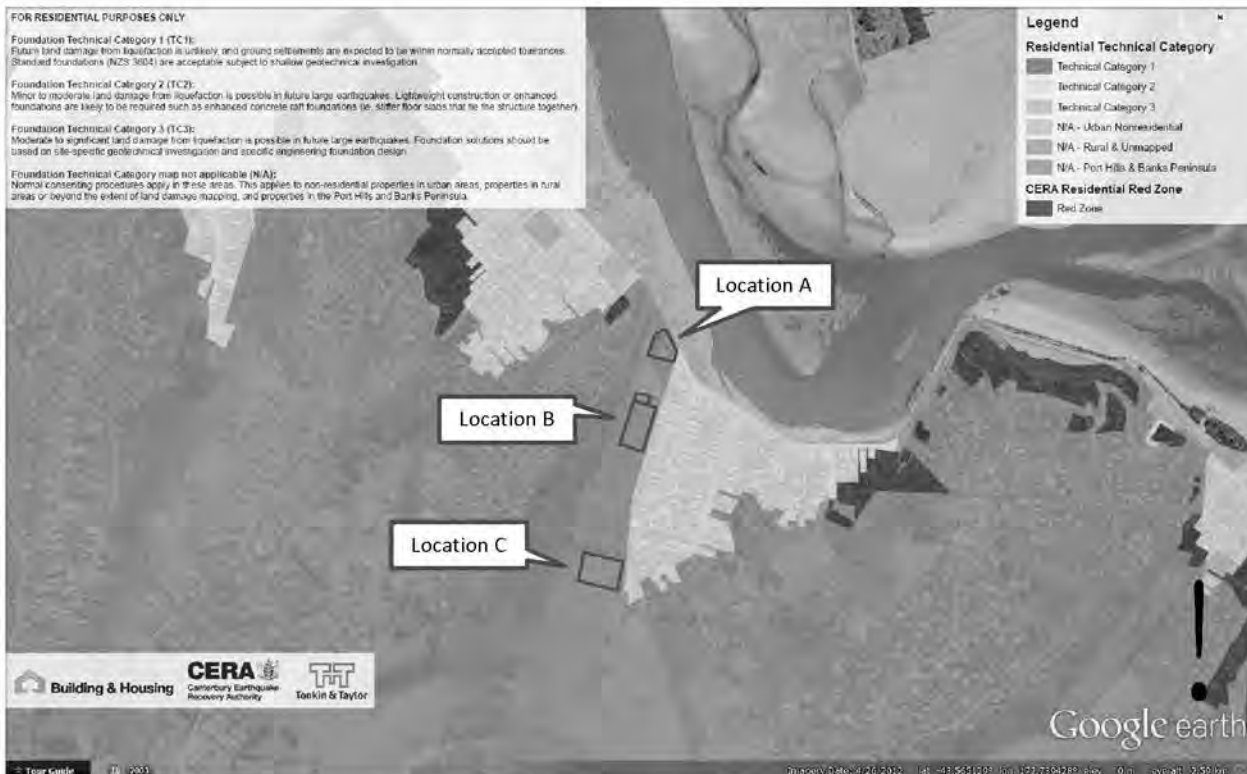 FOR RESIDENTIAL PURPOSES ONLY
Foundation Technical Category 1 (TC1):
Future land damage from liquefaction is unlikely, and ground settlements are expected to be within normally accepted tolerances.
Standard foundations (NZS 3604) are acceptable subject to shallow geotechnical investigation.
Foundation Technical Category 2 (TC2):
Minor to moderate land damage from liquefaction is possible in future large earthquakes. Lightweight construction or enhanced
foundations are likely to be required such as enhanced concrete raft foundations (ie, stiffer floor slabs that tie the structure together).
Foundation Technical Category 3 (TC3):
Moderate to significant land damage from liquefaction is possible in future large earthquakes. Foundation solutions should be
based on site-specific geotechnical investigation and specific engineering foundation design.
Foundation Technical Category map not applicable (N/A):
Normal consenting procedures apply in these areas. This applies to non-residential properties in urban areas, properties in rural
areas or beyond the extent of land damage mapping, and properties in the Port Hills and Banks Peninsula.
Legend
Residential Technical Category
Technical Category 1
Technical Category 2
Technical Category 3
N/A - Urban Nonresidential
N/A - Rural & Unmapped
N/A - Port Hills & Banks Peninsula
CERA Residential Red Zone
Red Zone
Location A
Location B
Location C
Building & Housing
CERA
Canterbury Earthquake
Recovery Authority
Tonkin & Taylor
Google earth
Tour Guide
2003
Imagery Date: 4/26/2012